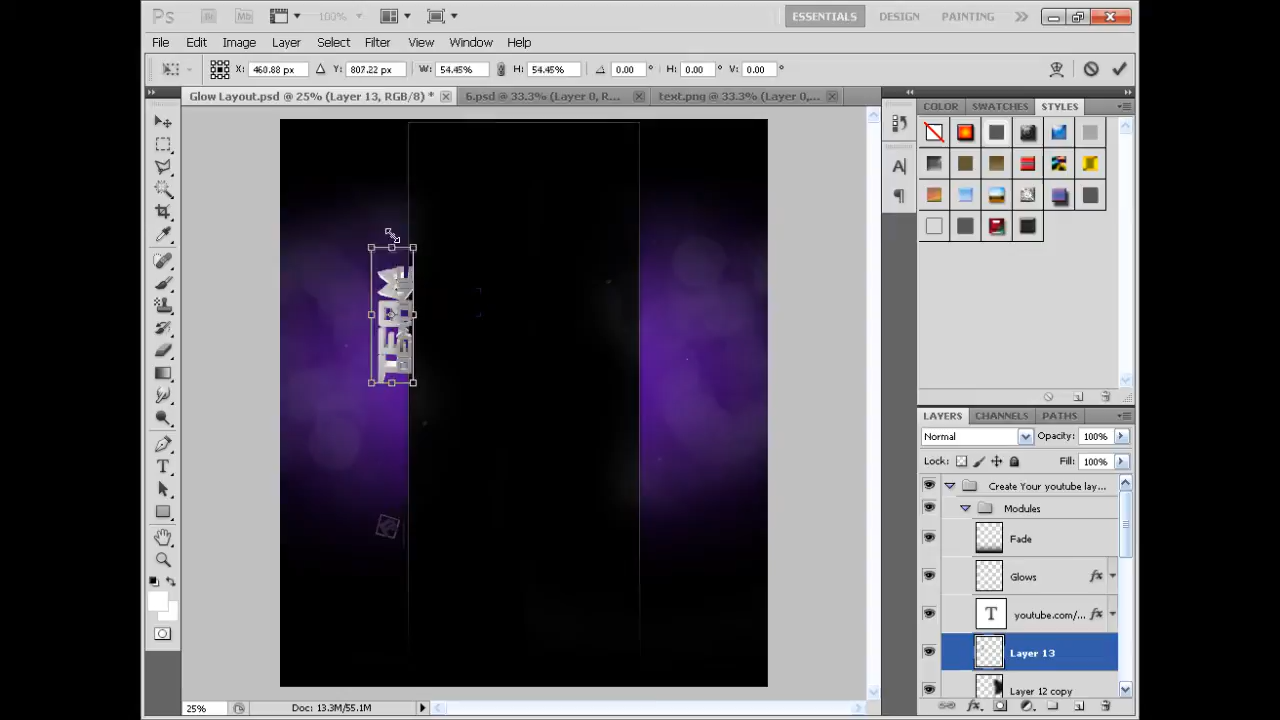 Ps Br Mb 100% ESSENTIALS DESIGN PAINTING
File Edit Image Layer Select Filter View Window Help
X: 460.88 px Y: 807.22 px W: 54.45% H: 54.45% 0.00 ° H: 0.00 ° V: 0.00 °
Glow Layout.psd @ 25% (Layer 13, RGB/8) * 6.psd @ 33.3% (Layer 0, R... text.png @ 33.3% (Layer 0,...
COLOR SWATCHES STYLES
LAYERS CHANNELS PATHS
Normal Opacity: 100%
Lock: Fill: 100%
Create Your youtube lay...
Modules
Fade
Glows fx
T youtube.com/... fx
Layer 13
Layer 12 copy
25% Doc: 13.3M/55.1M